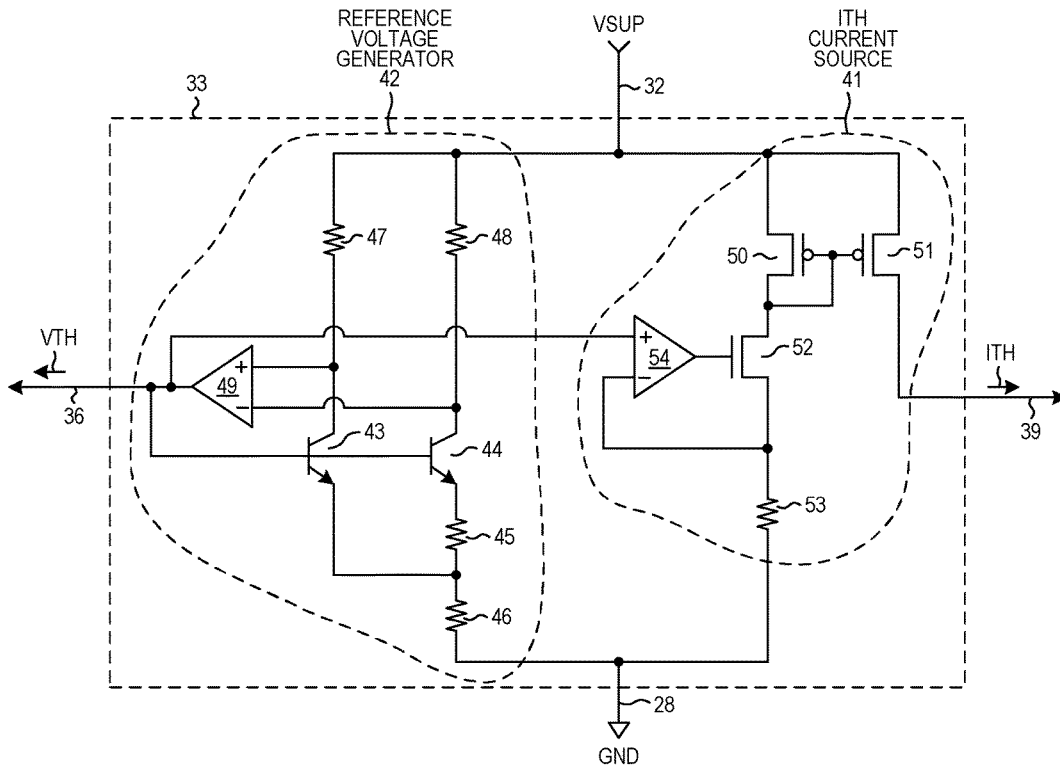 REFERENCE
VOLTAGE
GENERATOR
42
VSUP
ITH
CURRENT
SOURCE
41
33
32
47
48
50
51
VTH
36
49
+
−
54
+
−
52
ITH
39
43
44
45
53
46
28
GND